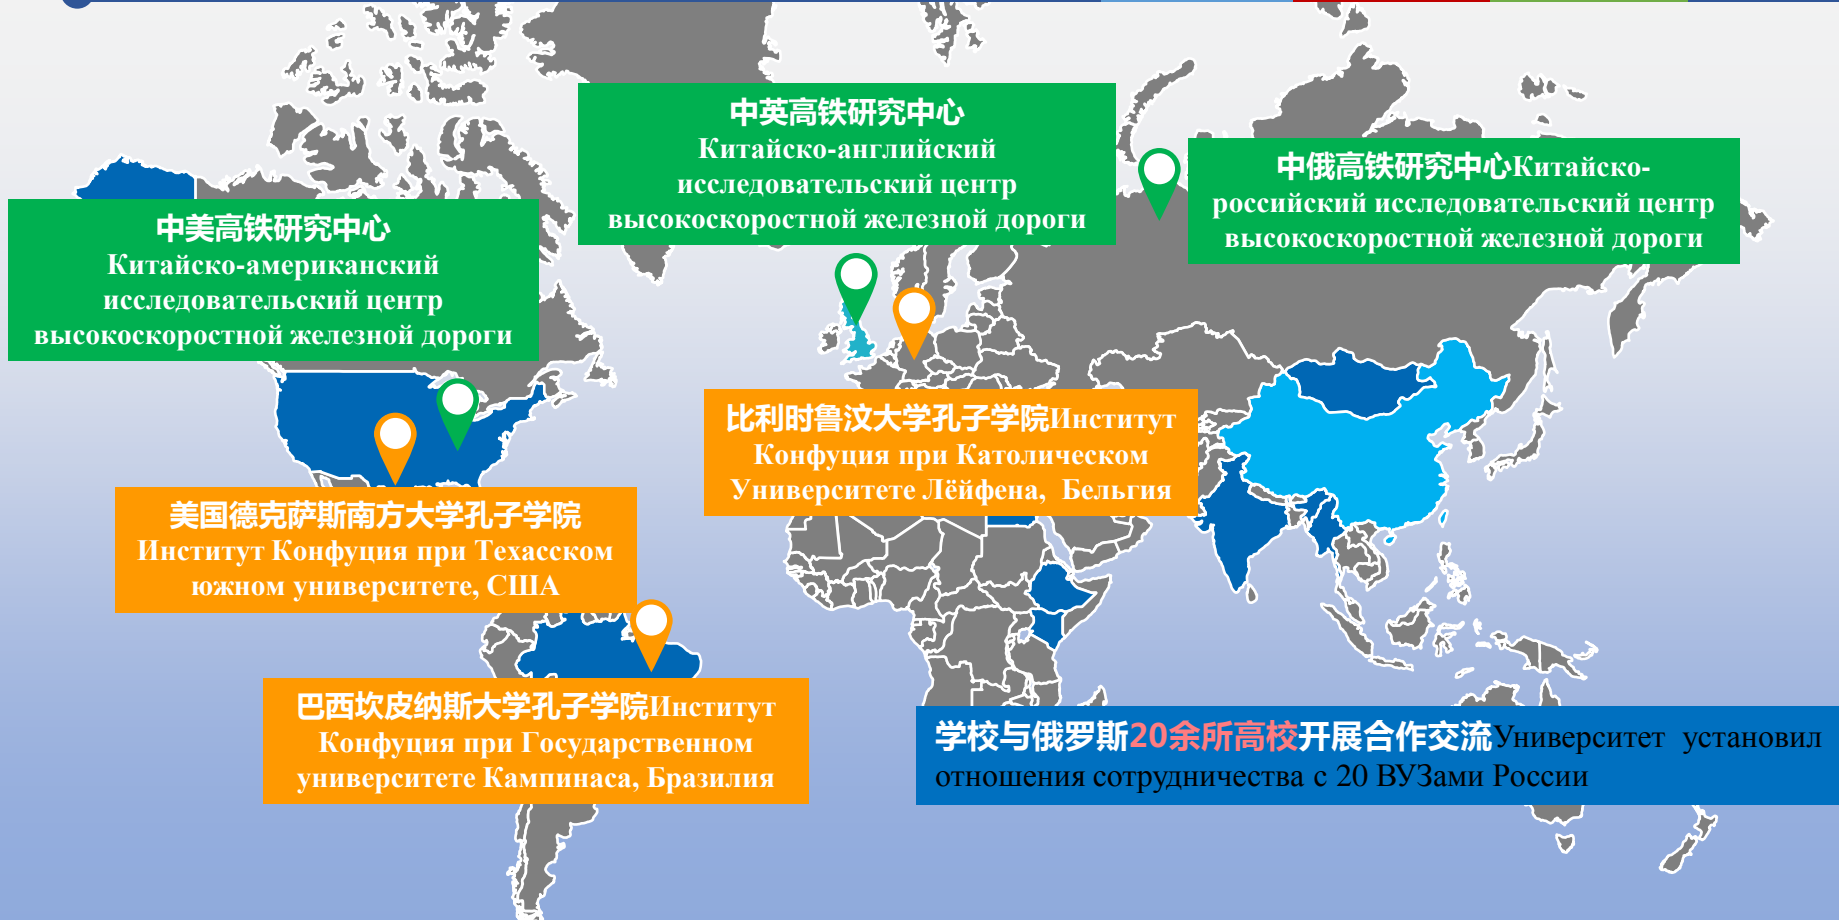 中英高铁研究中心
Китайско-английский
исследовательский центр
высокоскоростной железной дороги
中俄高铁研究中心Китайско-
российский исследовательский центр
высокоскоростной железной дороги
中美高铁研究中心
Китайско-американский
исследовательский центр
высокоскоростной железной дороги
比利时鲁汶大学孔子学院Институт
Конфуция при Католическом
Университете Лёйфена, Бельгия
美国德克萨斯南方大学孔子学院
Институт Конфуция при Техасском
южном университете, США
巴西坎皮纳斯大学孔子学院Институт
Конфуция при Государственном
университете Кампинаса, Бразилия
学校与俄罗斯20余所高校开展合作交流Университет установил
отношения сотрудничества с 20 ВУЗами России